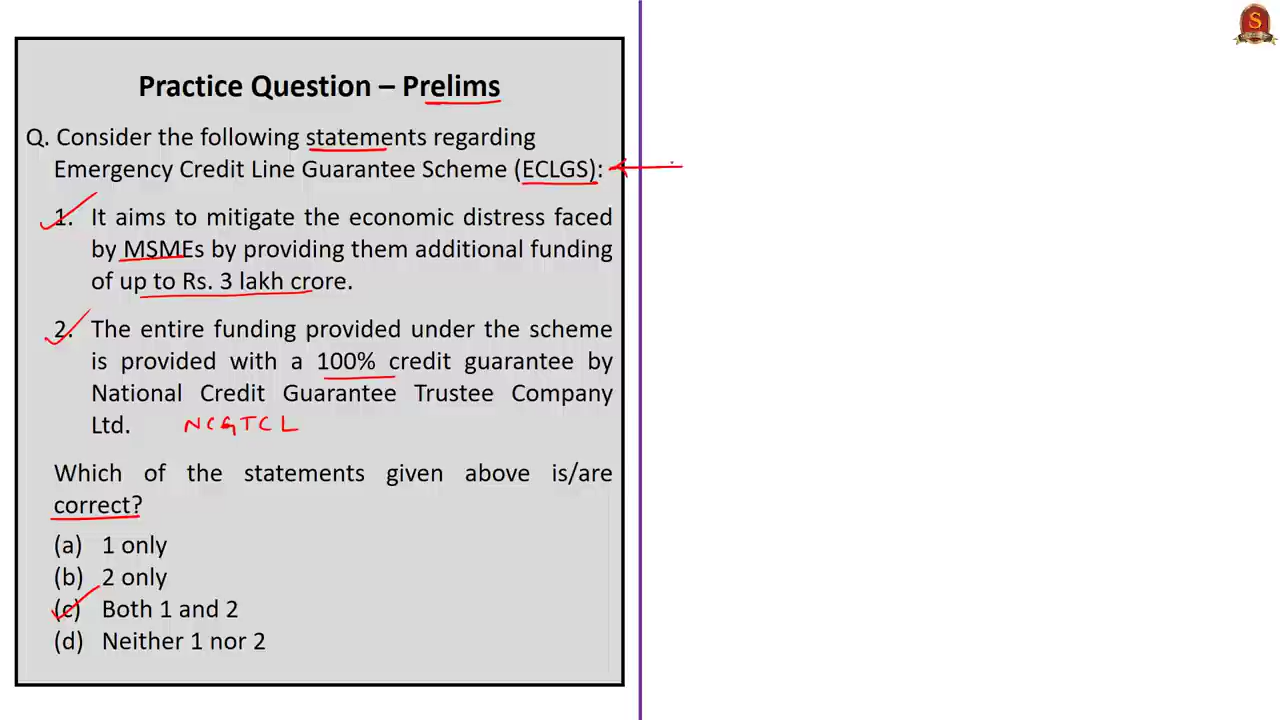 S
Practice Question – Prelims
Q. Consider the following statements regarding
Emergency Credit Line Guarantee Scheme (ECLGS):
1. It aims to mitigate the economic distress faced
by MSMEs by providing them additional funding
of up to Rs. 3 lakh crore.
2. The entire funding provided under the scheme
is provided with a 100% credit guarantee by
National Credit Guarantee Trustee Company
Ltd. NCGTCL
Which of the statements given above is/are
correct?
(a) 1 only
(b) 2 only
(c) Both 1 and 2
(d) Neither 1 nor 2